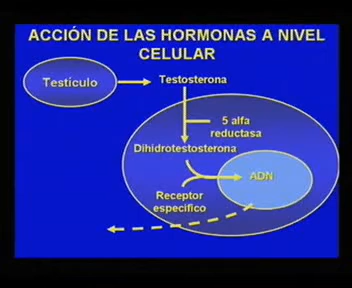 ACCIÓN DE LAS HORMONAS A NIVEL
CELULAR
Testículo
Testosterona
5 alfa
reductasa
Dihidrotestosterona
ADN
Receptor
específico